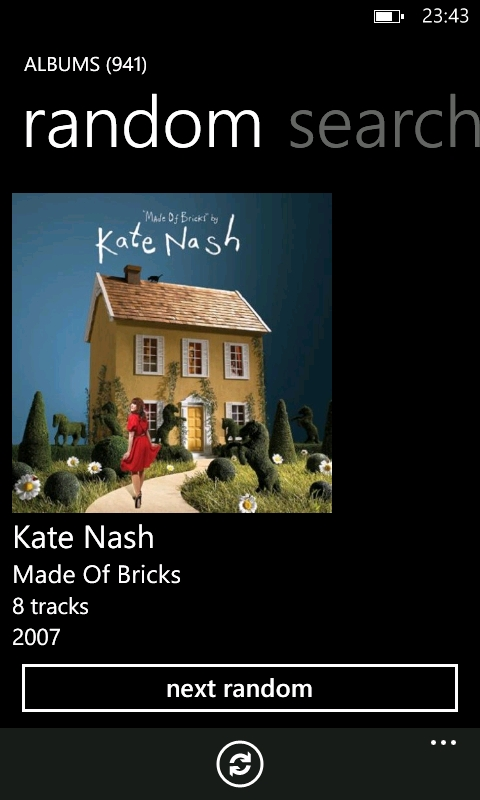 23:43
ALBUMS (941)
random search
"Made Of Bricks" by
Kate Nash
Kate Nash
Made Of Bricks
8 tracks
2007
next random